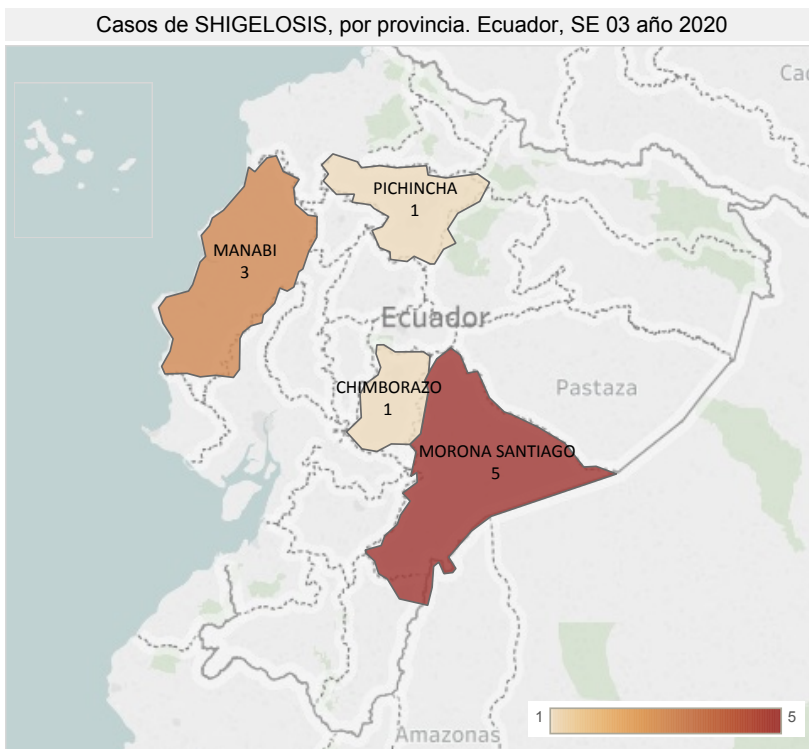 Casos de SHIGELOSIS, por provincia. Ecuador, SE 03 año 2020
PICHINCHA
1
MANABI
3
Ecuador
CHIMBORAZO
1
Pastaza
MORONA SANTIAGO
5
1
5
Amazonas